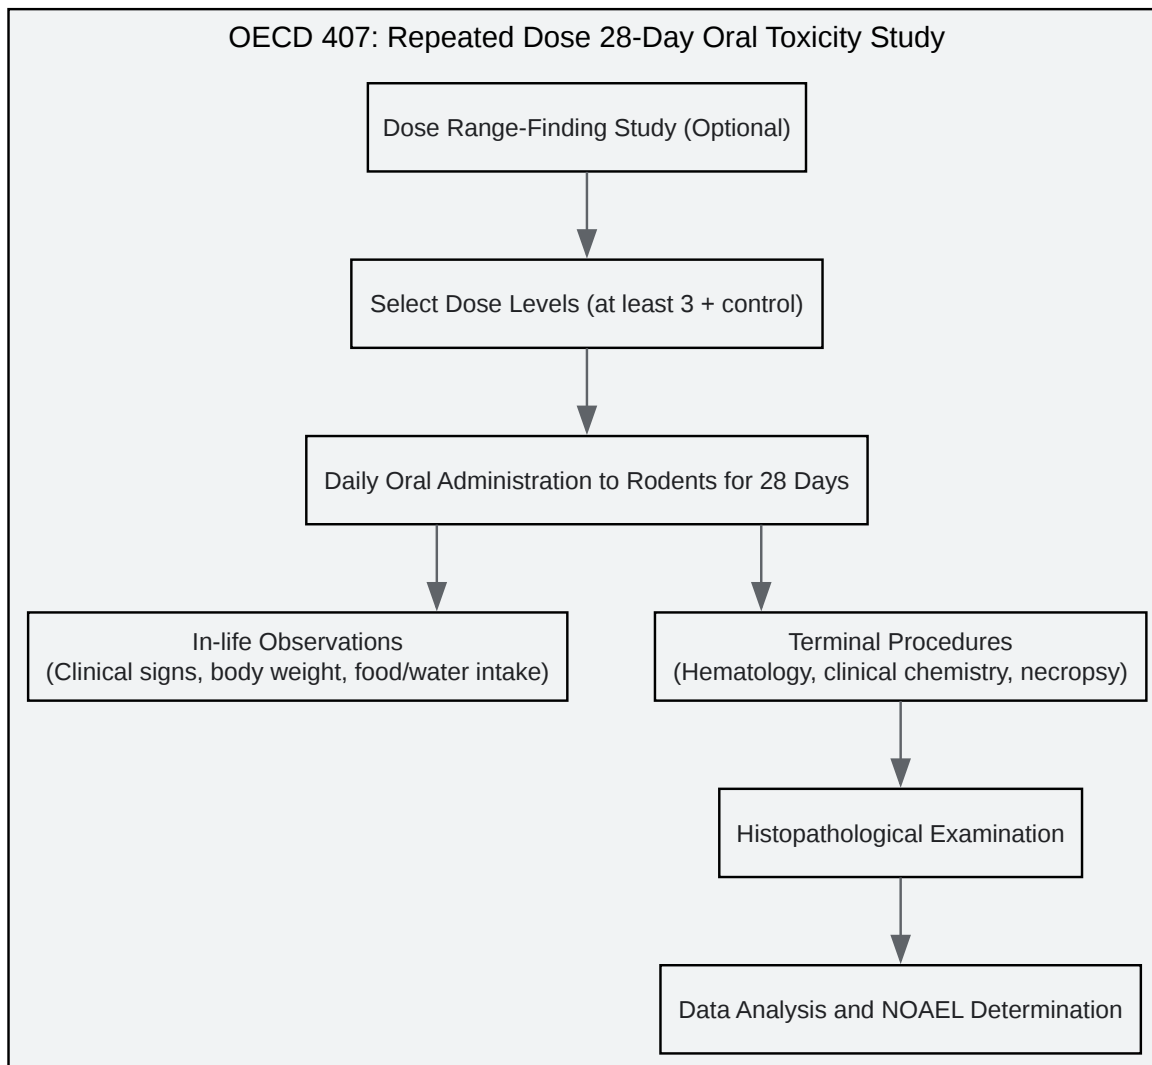 OECD 407: Repeated Dose 28-Day Oral Toxicity Study
Dose Range-Finding Study (Optional)
Select Dose Levels (at least 3 + control)
Daily Oral Administration to Rodents for 28 Days
In-life Observations
(Clinical signs, body weight, food/water intake)
Terminal Procedures
(Hematology, clinical chemistry, necropsy)
Histopathological Examination
Data Analysis and NOAEL Determination